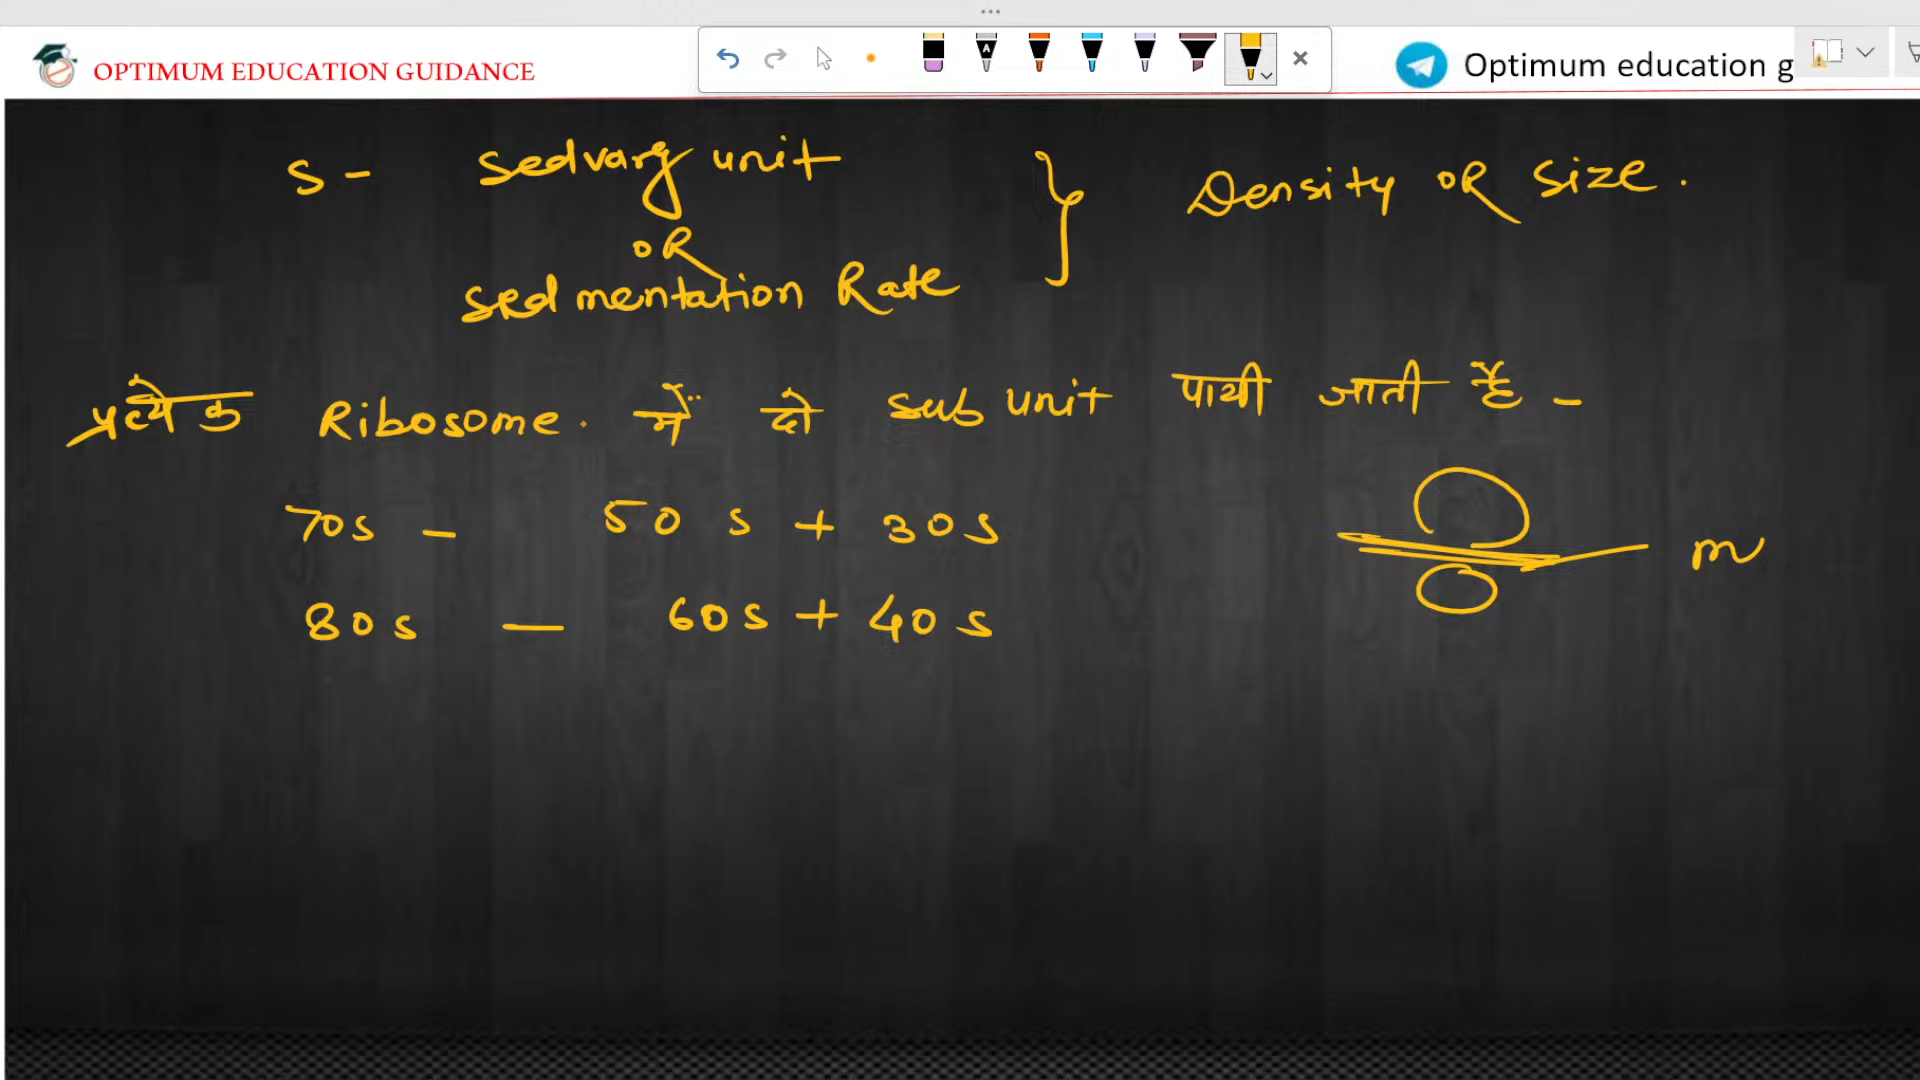 OPTIMUM EDUCATION GUIDANCE
Optimum education g
s - sedvarg unit
OR
sedmentation Rate
Density OR size.
प्रत्येक Ribosome. में दो sub unit पायी जाती है -
70s - 50s + 30s
80s - 60s + 40s
m